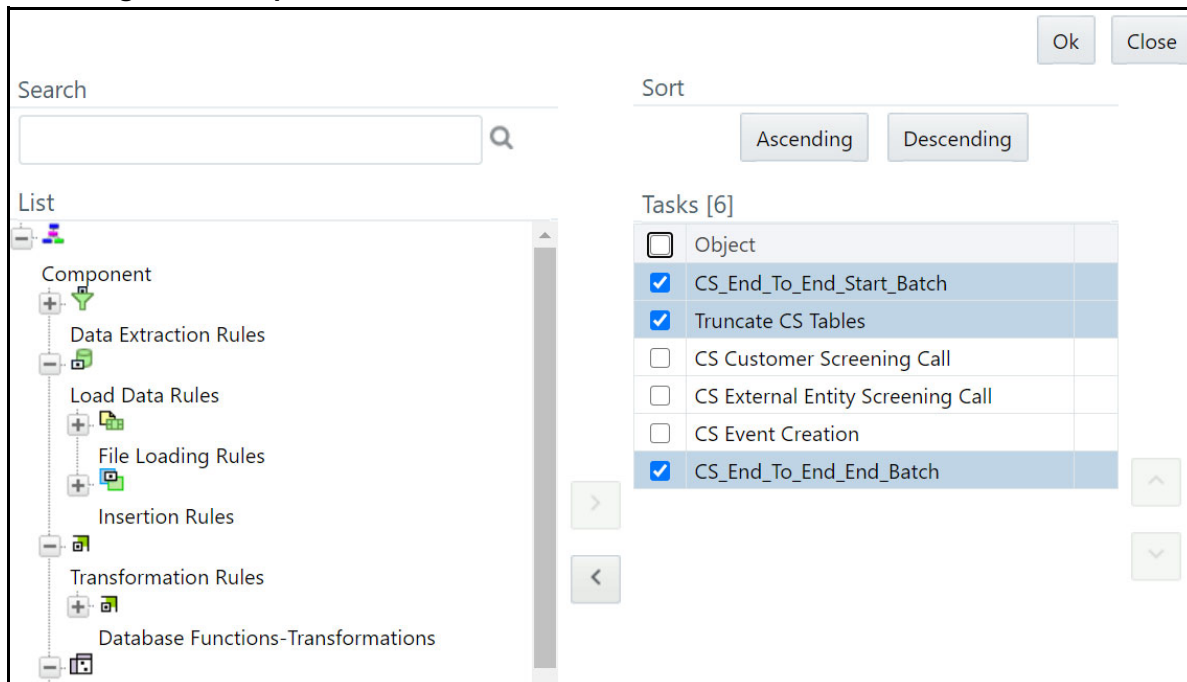 Ok Close
Search
Sort
Ascending Descending
List
Tasks [6]
Component
Data Extraction Rules
Load Data Rules
File Loading Rules
Insertion Rules
Transformation Rules
Database Functions-Transformations
Object
CS_End_To_End_Start_Batch
Truncate CS Tables
CS Customer Screening Call
CS External Entity Screening Call
CS Event Creation
CS_End_To_End_End_Batch